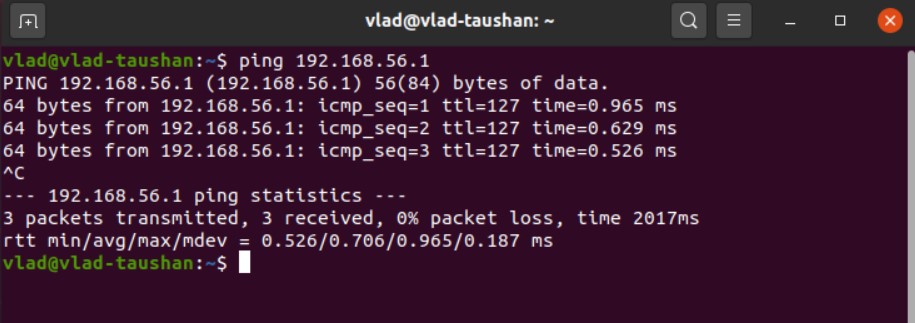 vlad@vlad-taushan: ~
vlad@vlad-taushan:~$ ping 192.168.56.1
PING 192.168.56.1 (192.168.56.1) 56(84) bytes of data.
64 bytes from 192.168.56.1: icmp_seq=1 ttl=127 time=0.965 ms
64 bytes from 192.168.56.1: icmp_seq=2 ttl=127 time=0.629 ms
64 bytes from 192.168.56.1: icmp_seq=3 ttl=127 time=0.526 ms
^C
--- 192.168.56.1 ping statistics ---
3 packets transmitted, 3 received, 0% packet loss, time 2017ms
rtt min/avg/max/mdev = 0.526/0.706/0.965/0.187 ms
vlad@vlad-taushan:~$